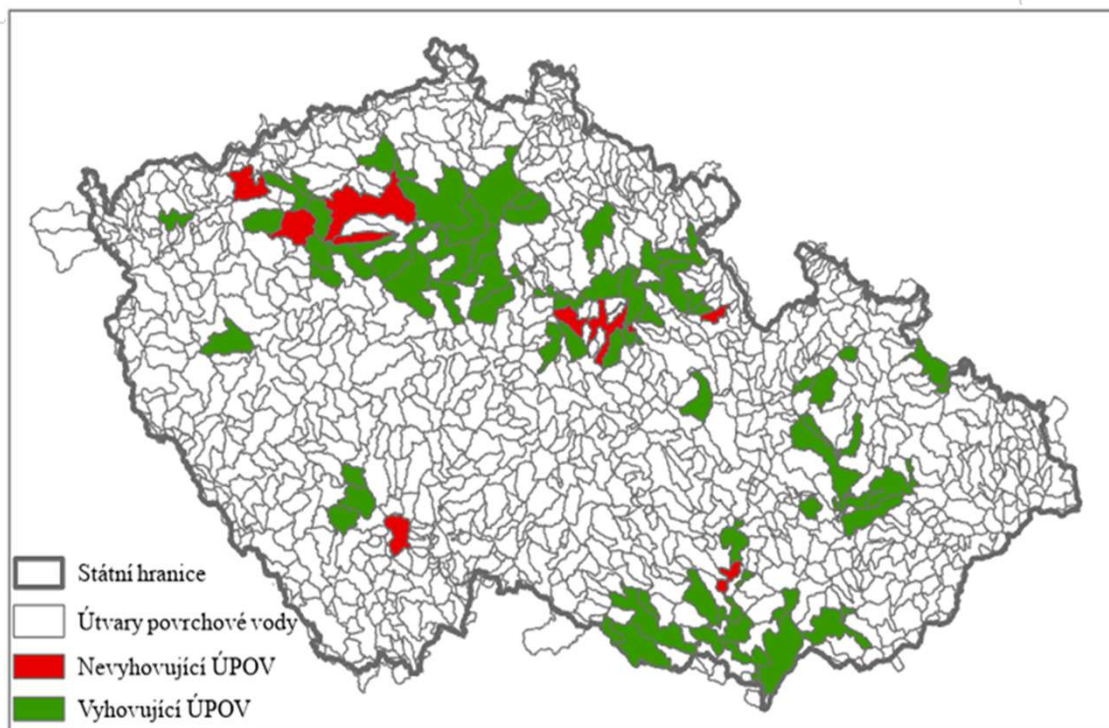 Státní hranice
Útvary povrchové vody
Nevyhovující ÚPOV
Vyhovující ÚPOV